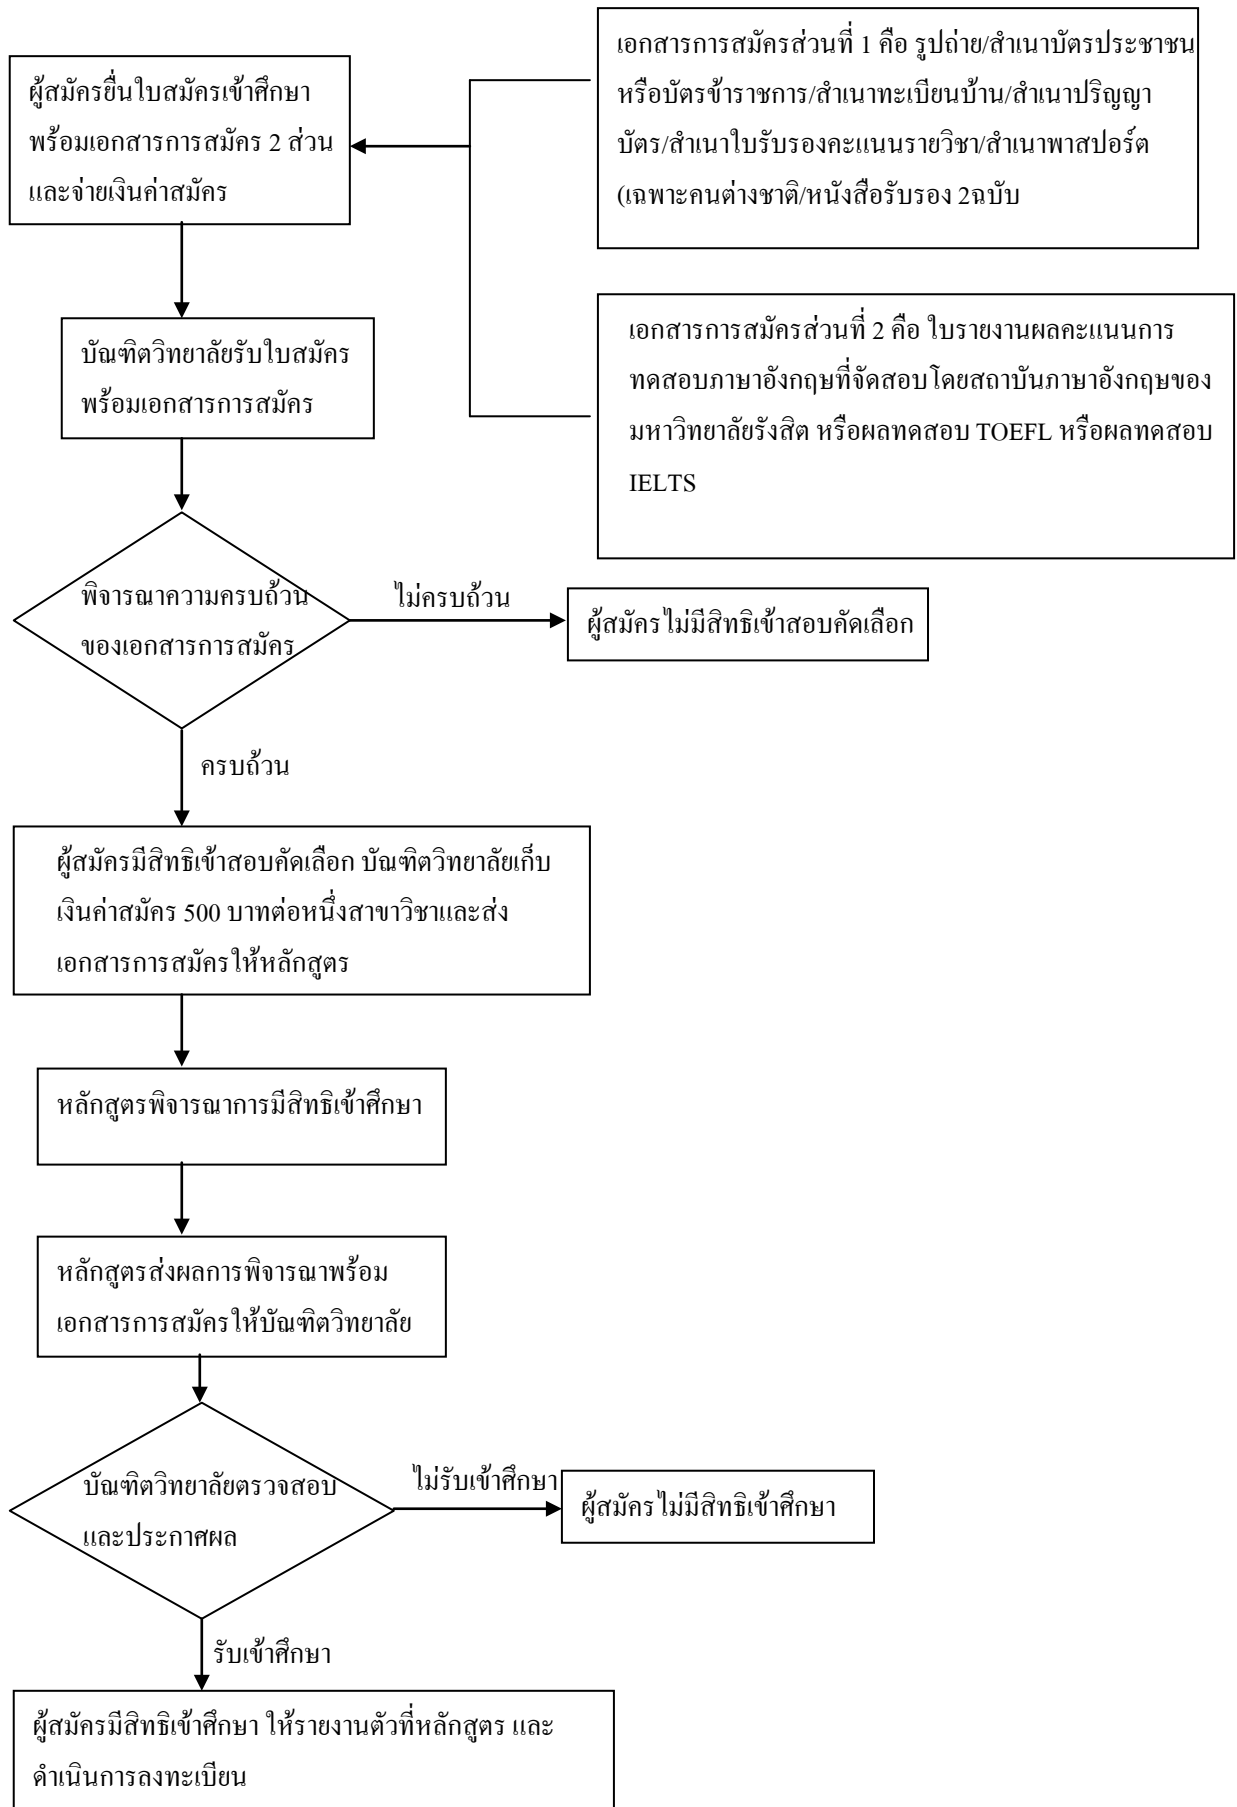 ผู้สมัครยื่นใบสมัครเข้าศึกษา
พร้อมเอกสารการสมัคร 2 ส่วน
และจ่ายเงินค่าสมัคร
เอกสารการสมัครส่วนที่ 1 คือ รูปถ่าย/สำเนาบัตรประชาชน
หรือบัตรข้าราชการ/สำเนาทะเบียนบ้าน/สำเนาปริญญา
บัตร/สำเนาใบรับรองคะแนนรายวิชา/สำเนาพาสปอร์ต
(เฉพาะคนต่างชาติ/หนังสือรับรอง 2ฉบับ
เอกสารการสมัครส่วนที่ 2 คือ ใบรายงานผลคะแนนการ
ทดสอบภาษาอังกฤษที่จัดสอบโดยสถาบันภาษาอังกฤษของ
มหาวิทยาลัยรังสิต หรือผลทดสอบ TOEFL หรือผลทดสอบ
IELTS
บัณฑิตวิทยาลัยรับใบสมัคร
พร้อมเอกสารการสมัคร
พิจารณาความครบถ้วน
ของเอกสารการสมัคร
ไม่ครบถ้วน
ผู้สมัครไม่มีสิทธิเข้าสอบคัดเลือก
ครบถ้วน
ผู้สมัครมีสิทธิเข้าสอบคัดเลือก บัณฑิตวิทยาลัยเก็บ
เงินค่าสมัคร 500 บาทต่อหนึ่งสาขาวิชาและส่ง
เอกสารการสมัครให้หลักสูตร
หลักสูตรพิจารณาการมีสิทธิเข้าศึกษา
หลักสูตรส่งผลการพิจารณาพร้อม
เอกสารการสมัครให้บัณฑิตวิทยาลัย
บัณฑิตวิทยาลัยตรวจสอบ
และประกาศผล
ไม่รับเข้าศึกษา
ผู้สมัครไม่มีสิทธิเข้าศึกษา
รับเข้าศึกษา
ผู้สมัครมีสิทธิเข้าศึกษา ให้รายงานตัวที่หลักสูตร และ
ดำเนินการลงทะเบียน